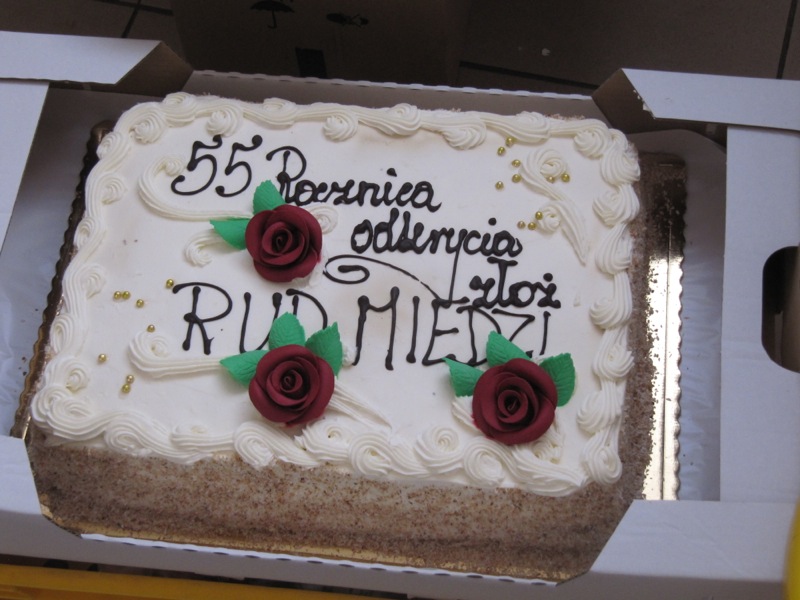 55 Rocznica
odkrycia
złoż
RUD MIEDZI